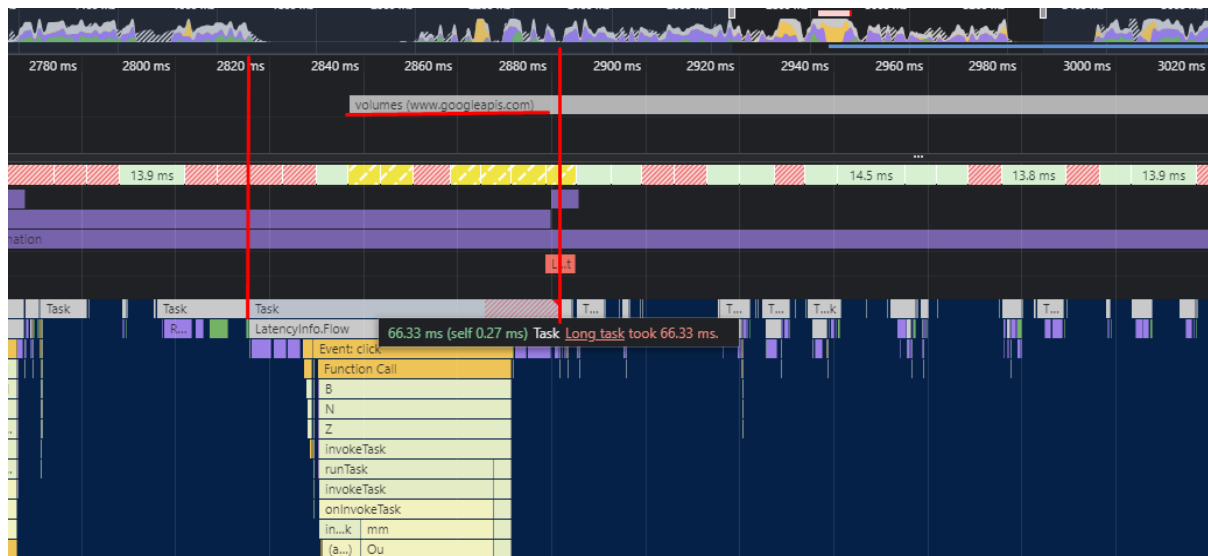 2780 ms 2800 ms 2820 ms 2840 ms 2860 ms 2880 ms 2900 ms 2920 ms 2940 ms 2960 ms 2980 ms 3000 ms 3020 ms
volumes (www.googleapis.com)
...
13.9 ms 14.5 ms 13.8 ms 13.9 ms
nation
L...t
Task Task Task T... T... T... T...k T...
R... LatencyInfo.Flow 66.33 ms (self 0.27 ms) Task Long task took 66.33 ms.
Event: click
Function Call
B
N
Z
invokeTask
runTask
invokeTask
onInvokeTask
in...k mm
(a...) Ou